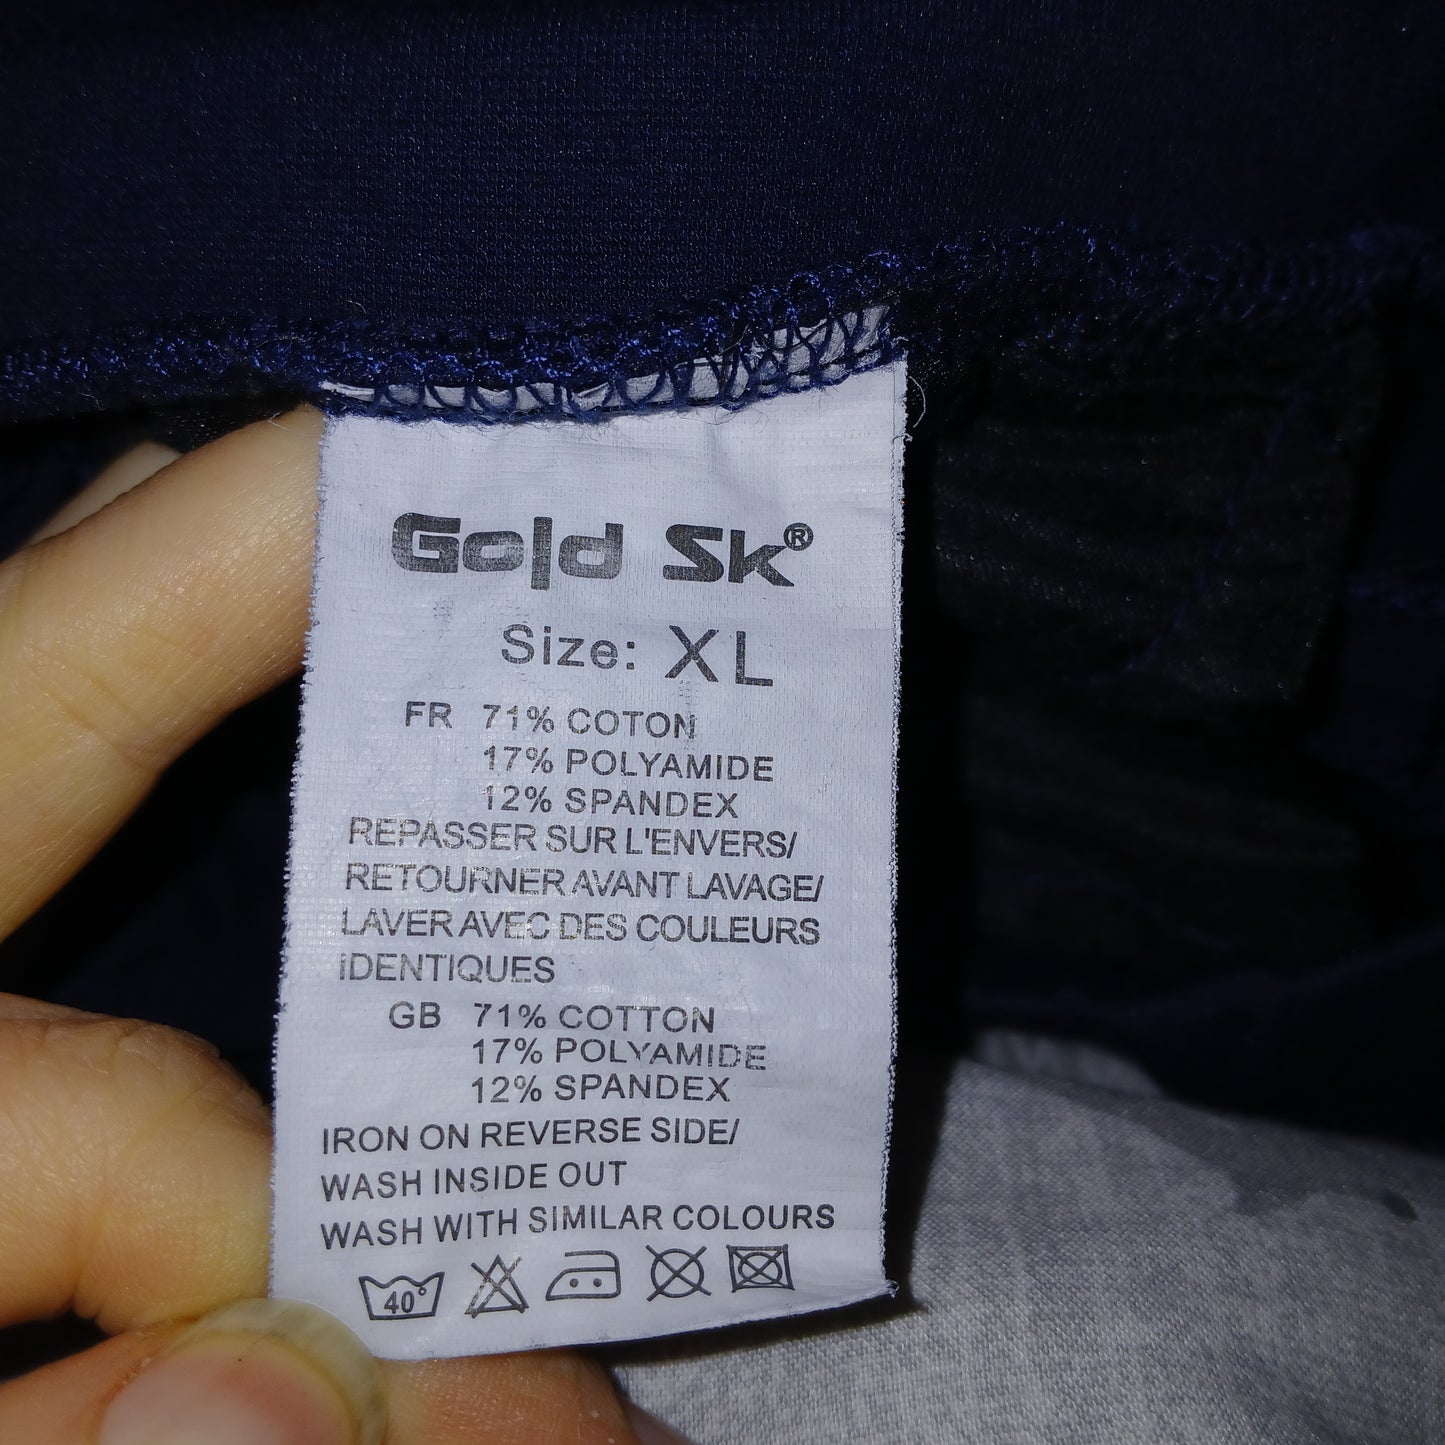 Gold Sk®
Size: XL
FR 71% COTON
17% POLYAMIDE
12% SPANDEX
REPASSER SUR L'ENVERS/
RETOURNER AVANT LAVAGE/
LAVER AVEC DES COULEURS
IDENTIQUES
GB 71% COTTON
17% POLYAMIDE
12% SPANDEX
IRON ON REVERSE SIDE/
WASH INSIDE OUT
WASH WITH SIMILAR COLOURS
40°